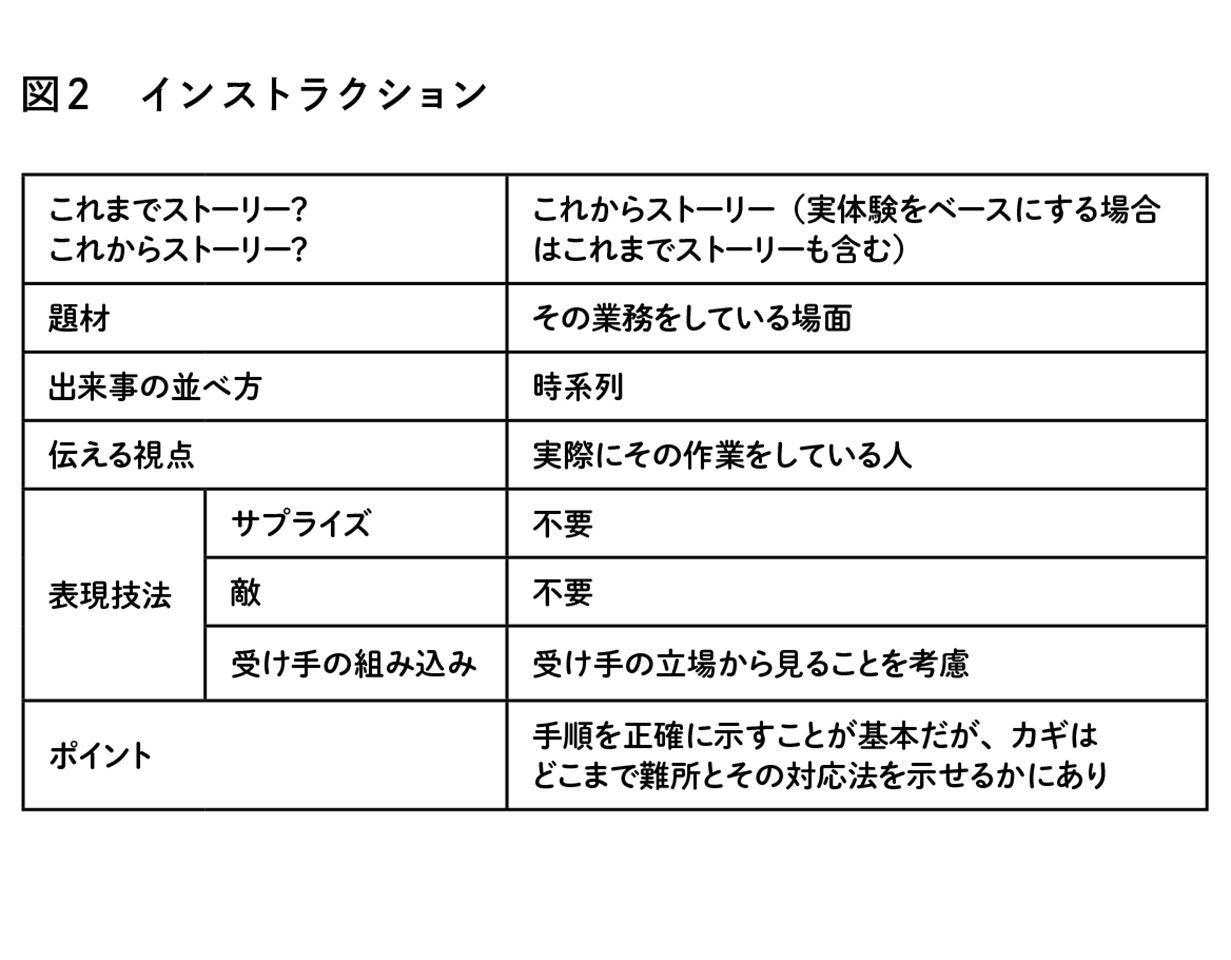 図2　インストラクション
これまでストーリー?
これからストーリー?
これからストーリー（実体験をベースにする場合
はこれまでストーリーも含む）
題材
その業務をしている場面
出来事の並べ方
時系列
伝える視点
実際にその作業をしている人
表現技法
サプライズ
不要
敵
不要
受け手の組み込み
受け手の立場から見ることを考慮
ポイント
手順を正確に示すことが基本だが、カギは
どこまで難所とその対応法を示せるかにあり